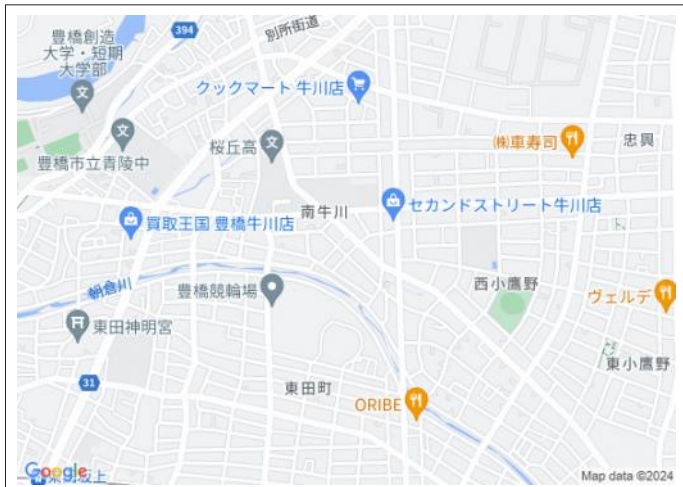 394
別所街道
豊橋創造
大学・短期
大学部
クックマート 牛川店
㈱車寿司
忠興
豊橋市立青陵中
桜丘高
南牛川
セカンドストリート牛川店
買取王国 豊橋牛川店
朝倉川
豊橋競輪場
西小鷹野
ヴェルデ
東田神明宮
東小鷹野
31
東田町
ORIBE
Google
坂上
Map data ©2024